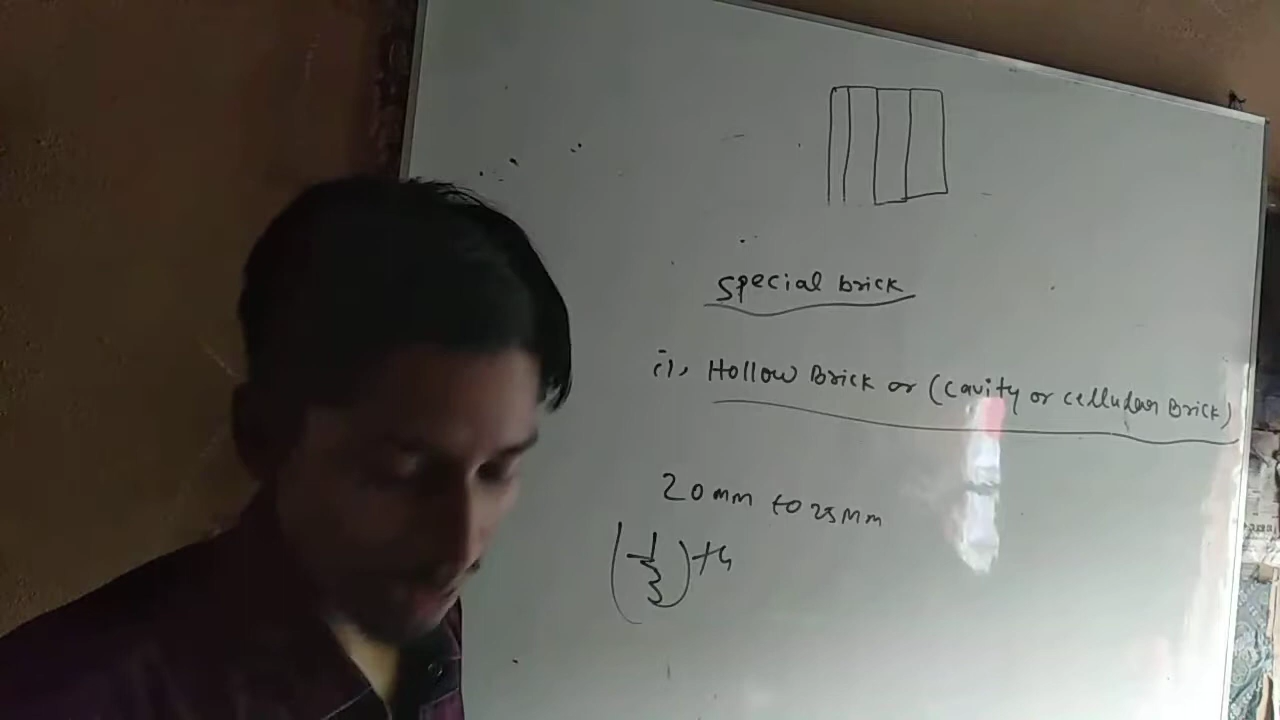 Special brick
i), Hollow Brick or (cavity or cellular Brick)
20mm to 25mm
(1/3)th